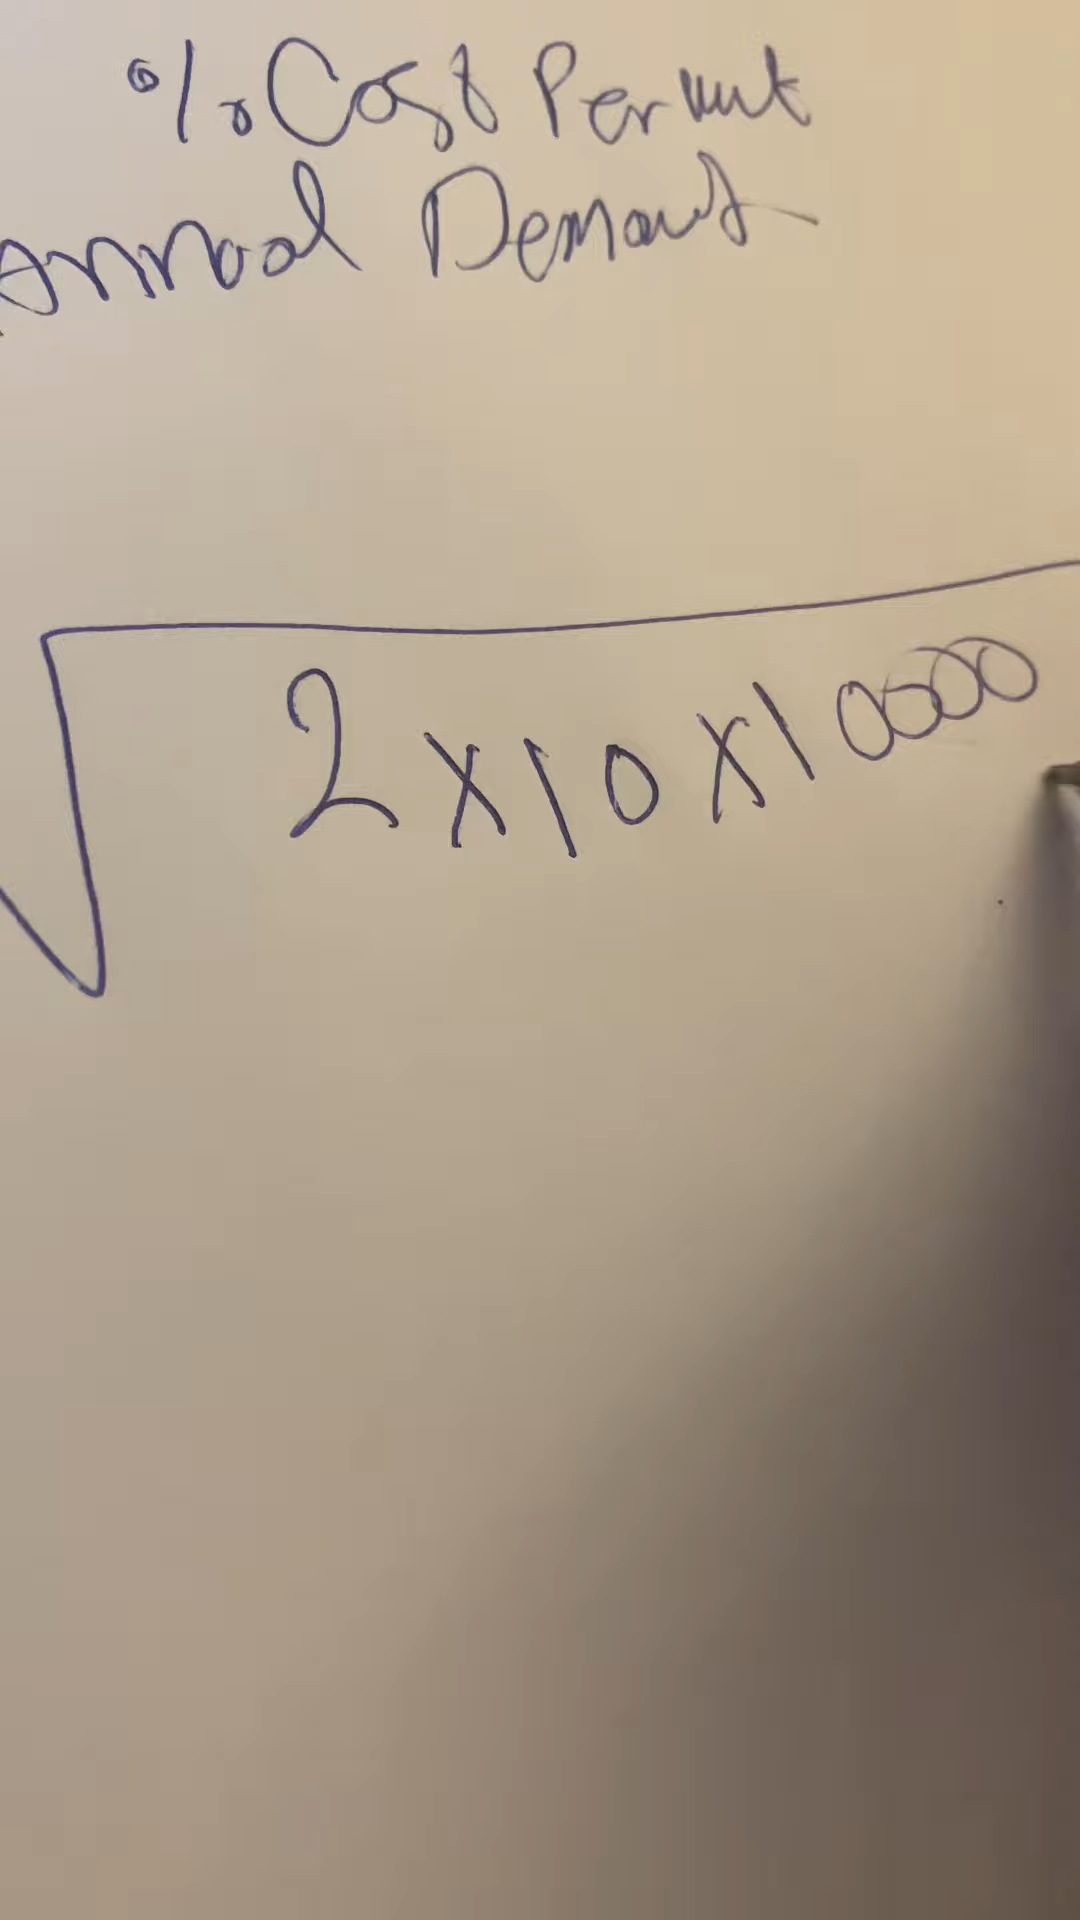 % Cost Per unit
Annual Demand
√2 x 10 x 10000